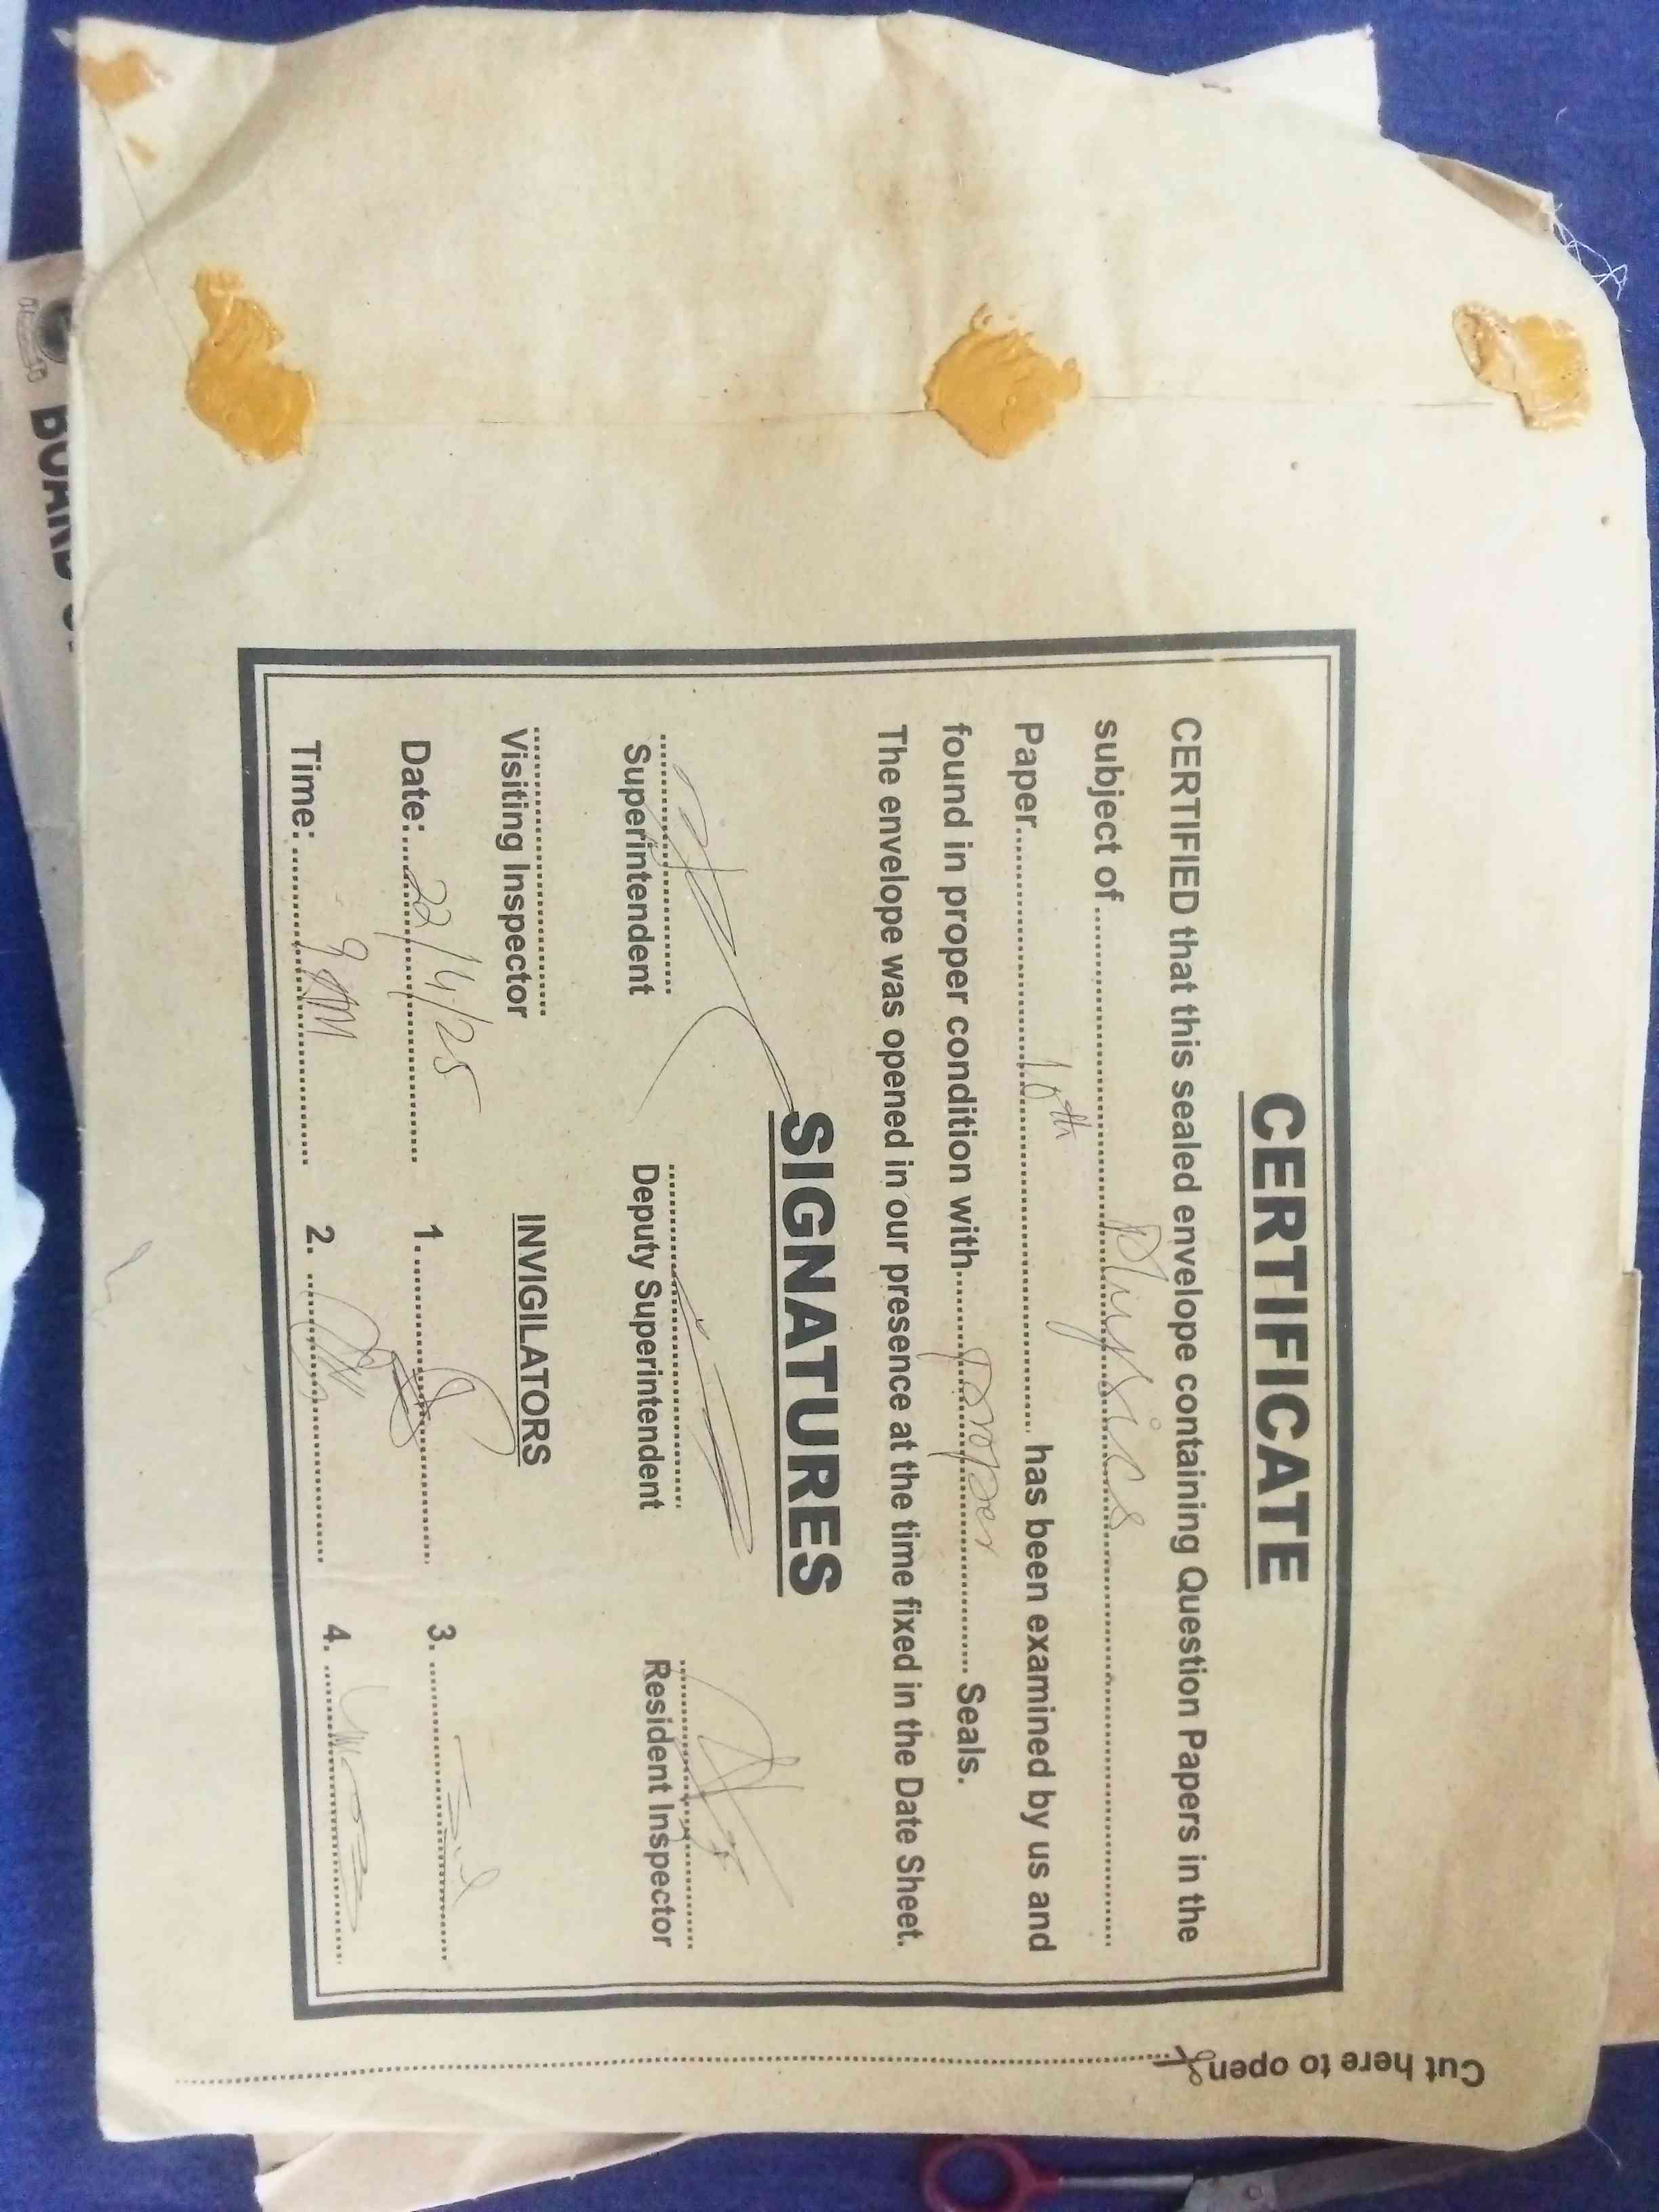 CERTIFICATE
CERTIFIED that this sealed envelope containing Question Papers in the
subject of Physics
Paper 10th has been examined by us and
found in proper condition with proper Seals.
The envelope was opened in our presence at the time fixed in the Date Sheet.
SIGNATURES
Superintendent Deputy Superintendent Resident Inspector
Visiting Inspector INVIGILATORS
Date: 22/4/25 1. 3.
Time: 9 AM 2. 4.
Cut here to open
BOARD